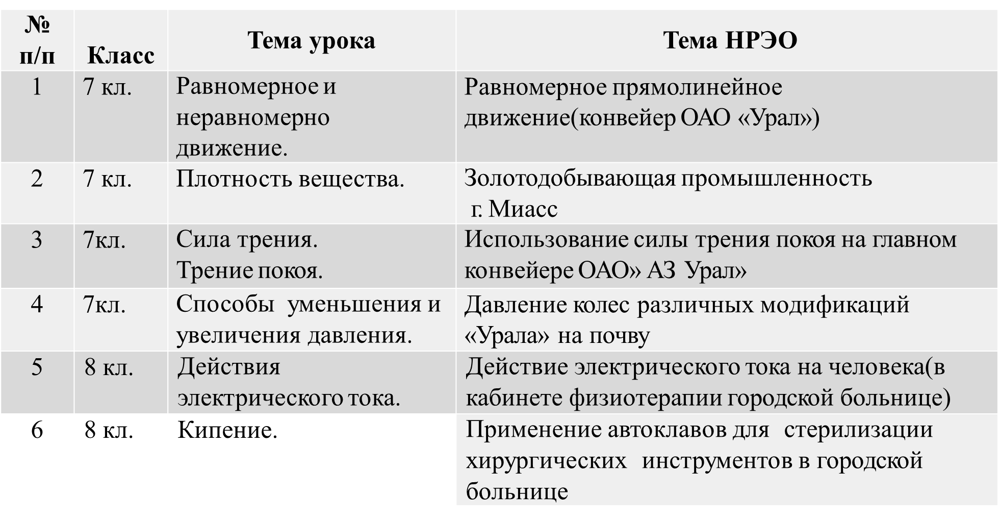 №
п/п
Класс
Тема урока
Тема НРЭО
1
7 кл.
Равномерное и
неравномерно
движение.
Равномерное прямолинейное
движение(конвейер ОАО «Урал»)
2
7 кл.
Плотность вещества.
Золотодобывающая промышленность
г. Миасс
3
7кл.
Сила трения.
Трение покоя.
Использование силы трения покоя на главном
конвейере ОАО» АЗ Урал»
4
7кл.
Способы уменьшения и
увеличения давления.
Давление колес различных модификаций
«Урала» на почву
5
8 кл.
Действия
электрического тока.
Действие электрического тока на человека(в
кабинете физиотерапии городской больнице)
6
8 кл.
Кипение.
Применение автоклавов для стерилизации
хирургических инструментов в городской
больнице